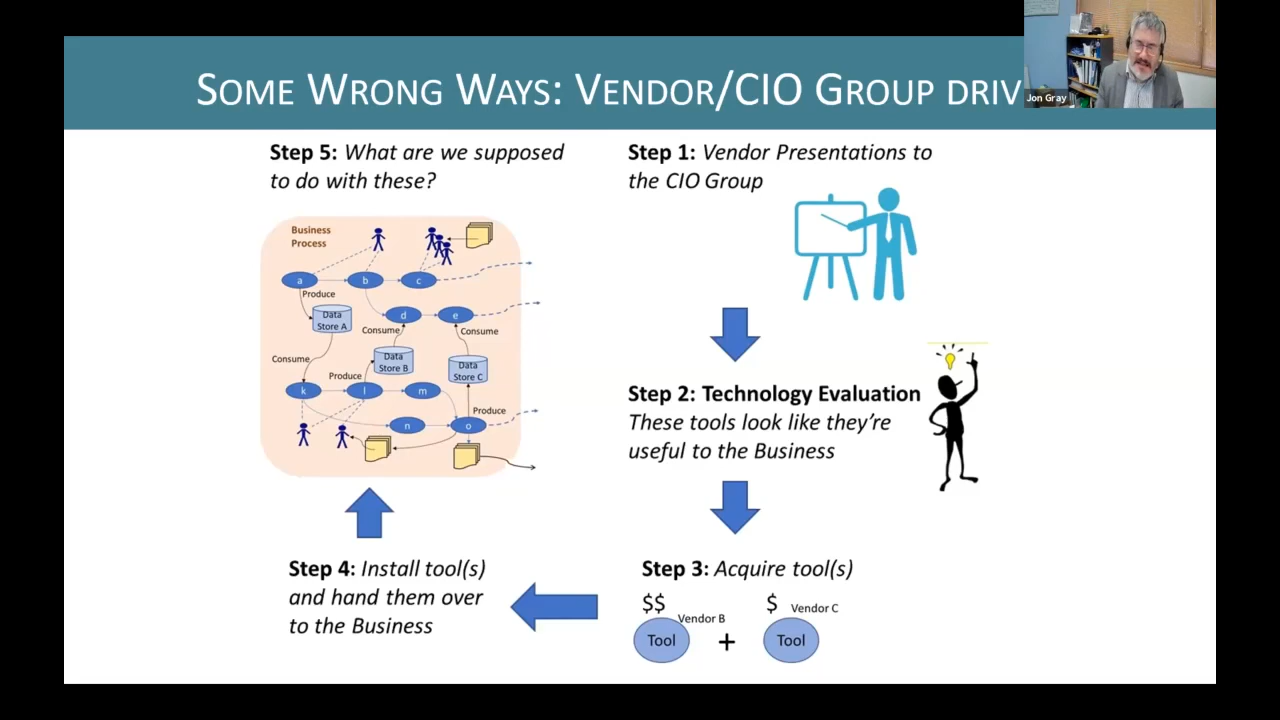 SOME WRONG WAYS: VENDOR/CIO GROUP DRIV
Jon Gray
Step 1: Vendor Presentations to
the CIO Group
Step 2: Technology Evaluation
These tools look like they're
useful to the Business
Step 3: Acquire tool(s)
$$
Vendor B
$
Vendor C
Tool
+
Tool
Step 4: Install tool(s)
and hand them over
to the Business
Step 5: What are we supposed
to do with these?
Business
Process
a
b
c
Produce
Data
Store A
d
e
Consume
Consume
Data
Store B
Data
Store C
Consume
Produce
k
l
m
Produce
n
o